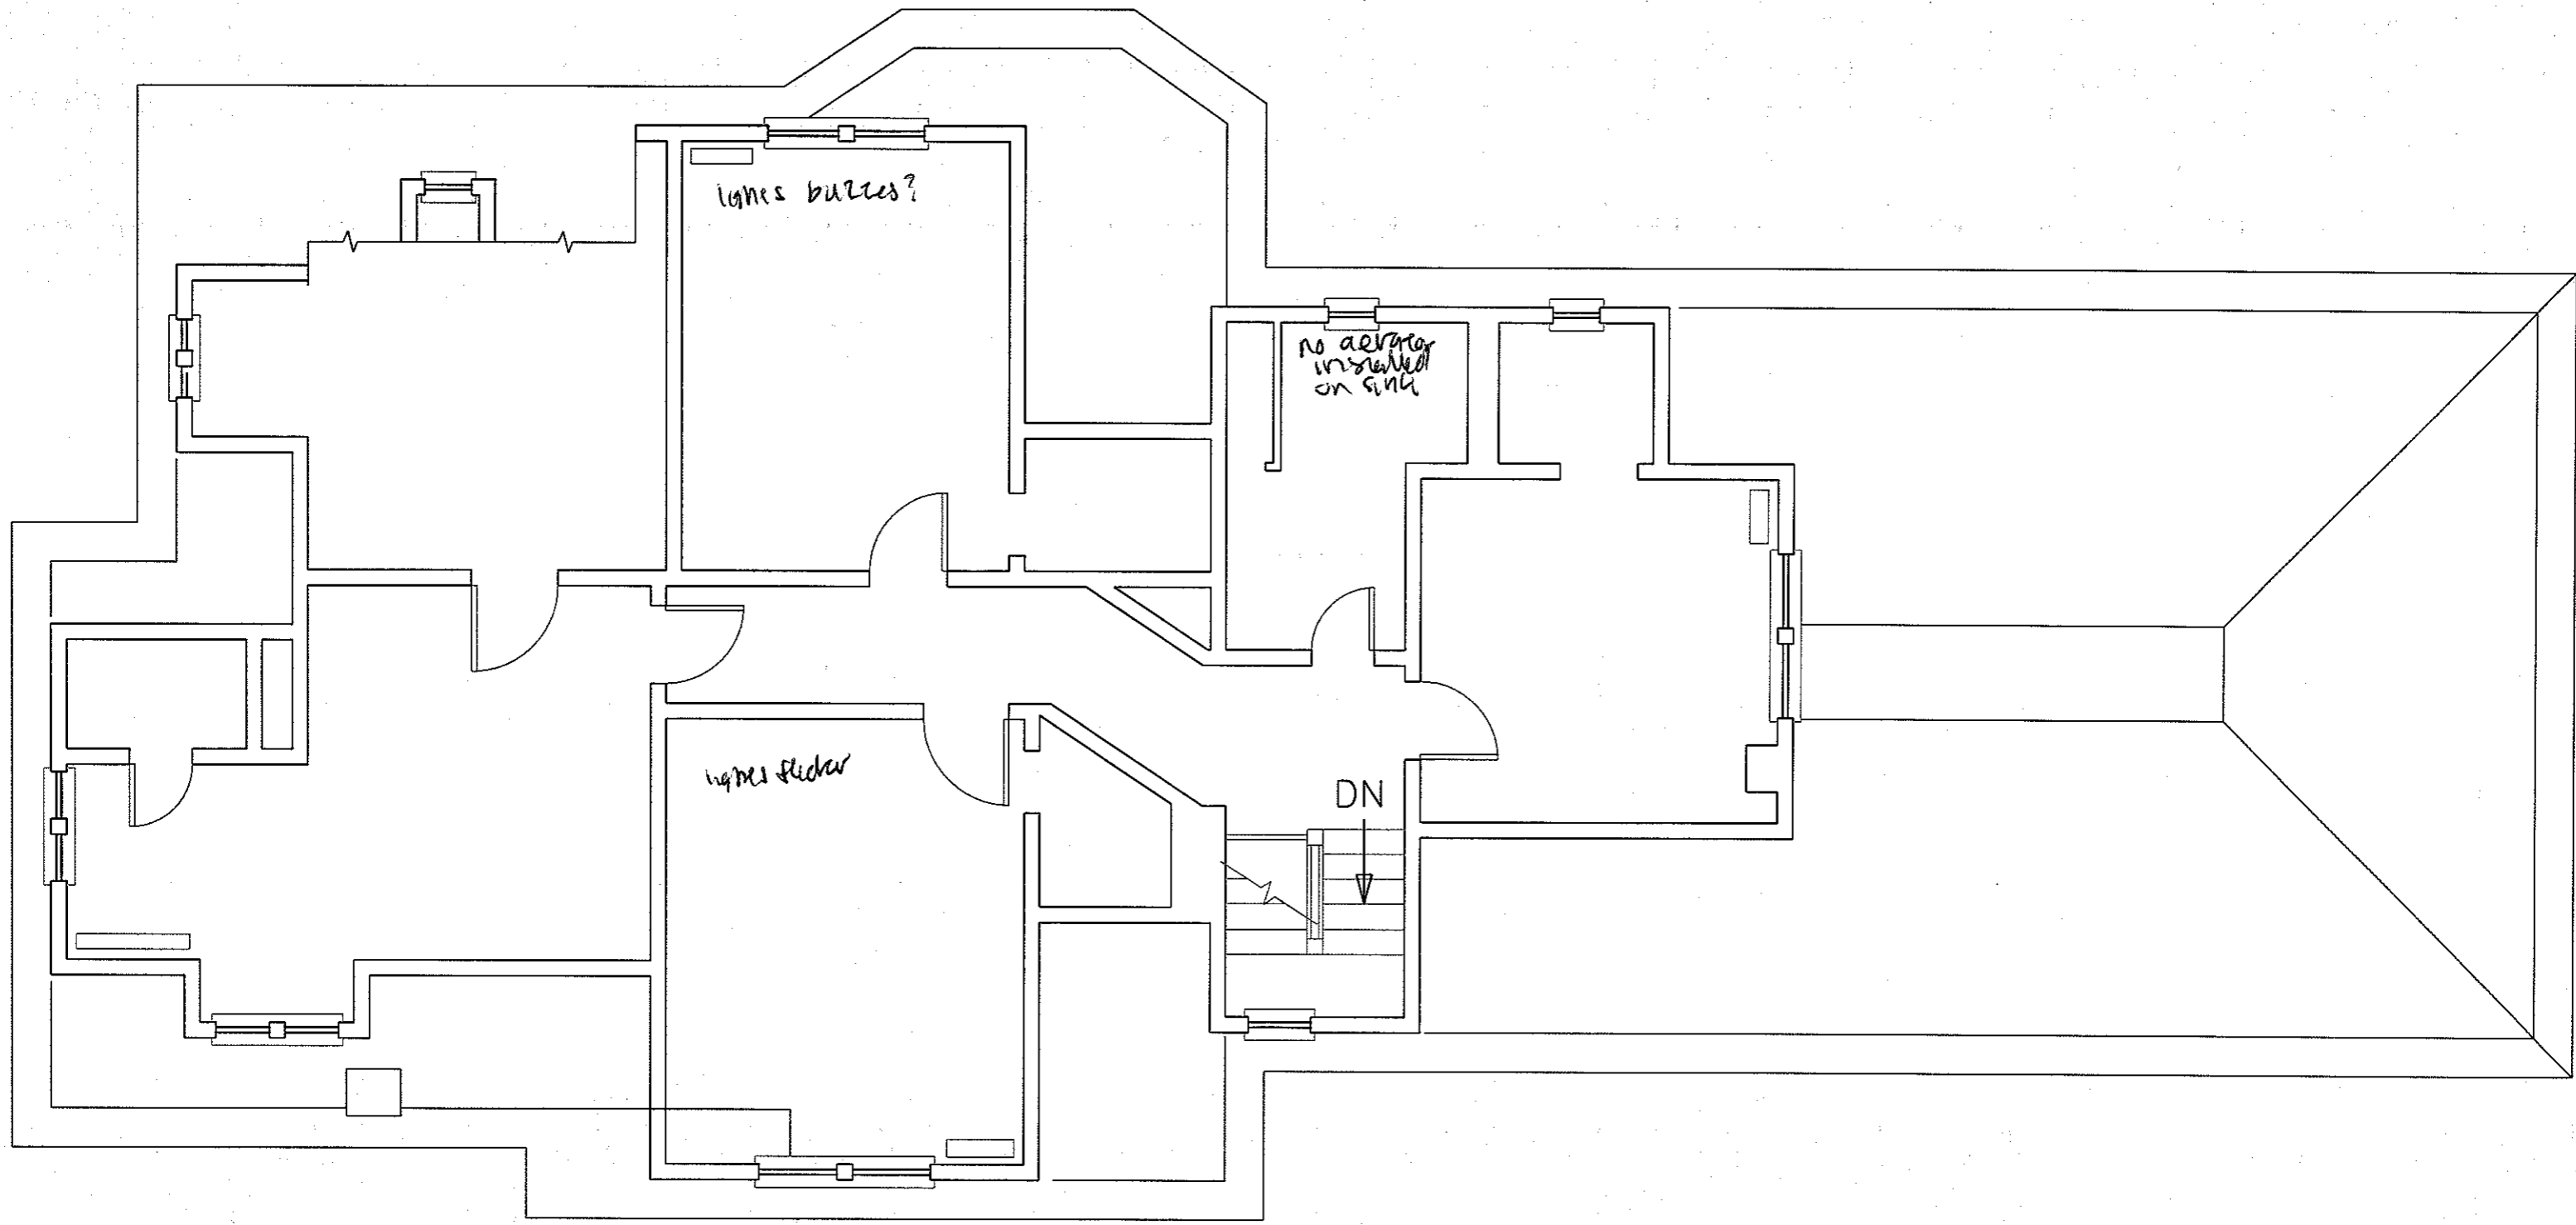 lights buzzes?
no aerator
installed
on sink
lights flicker
DN